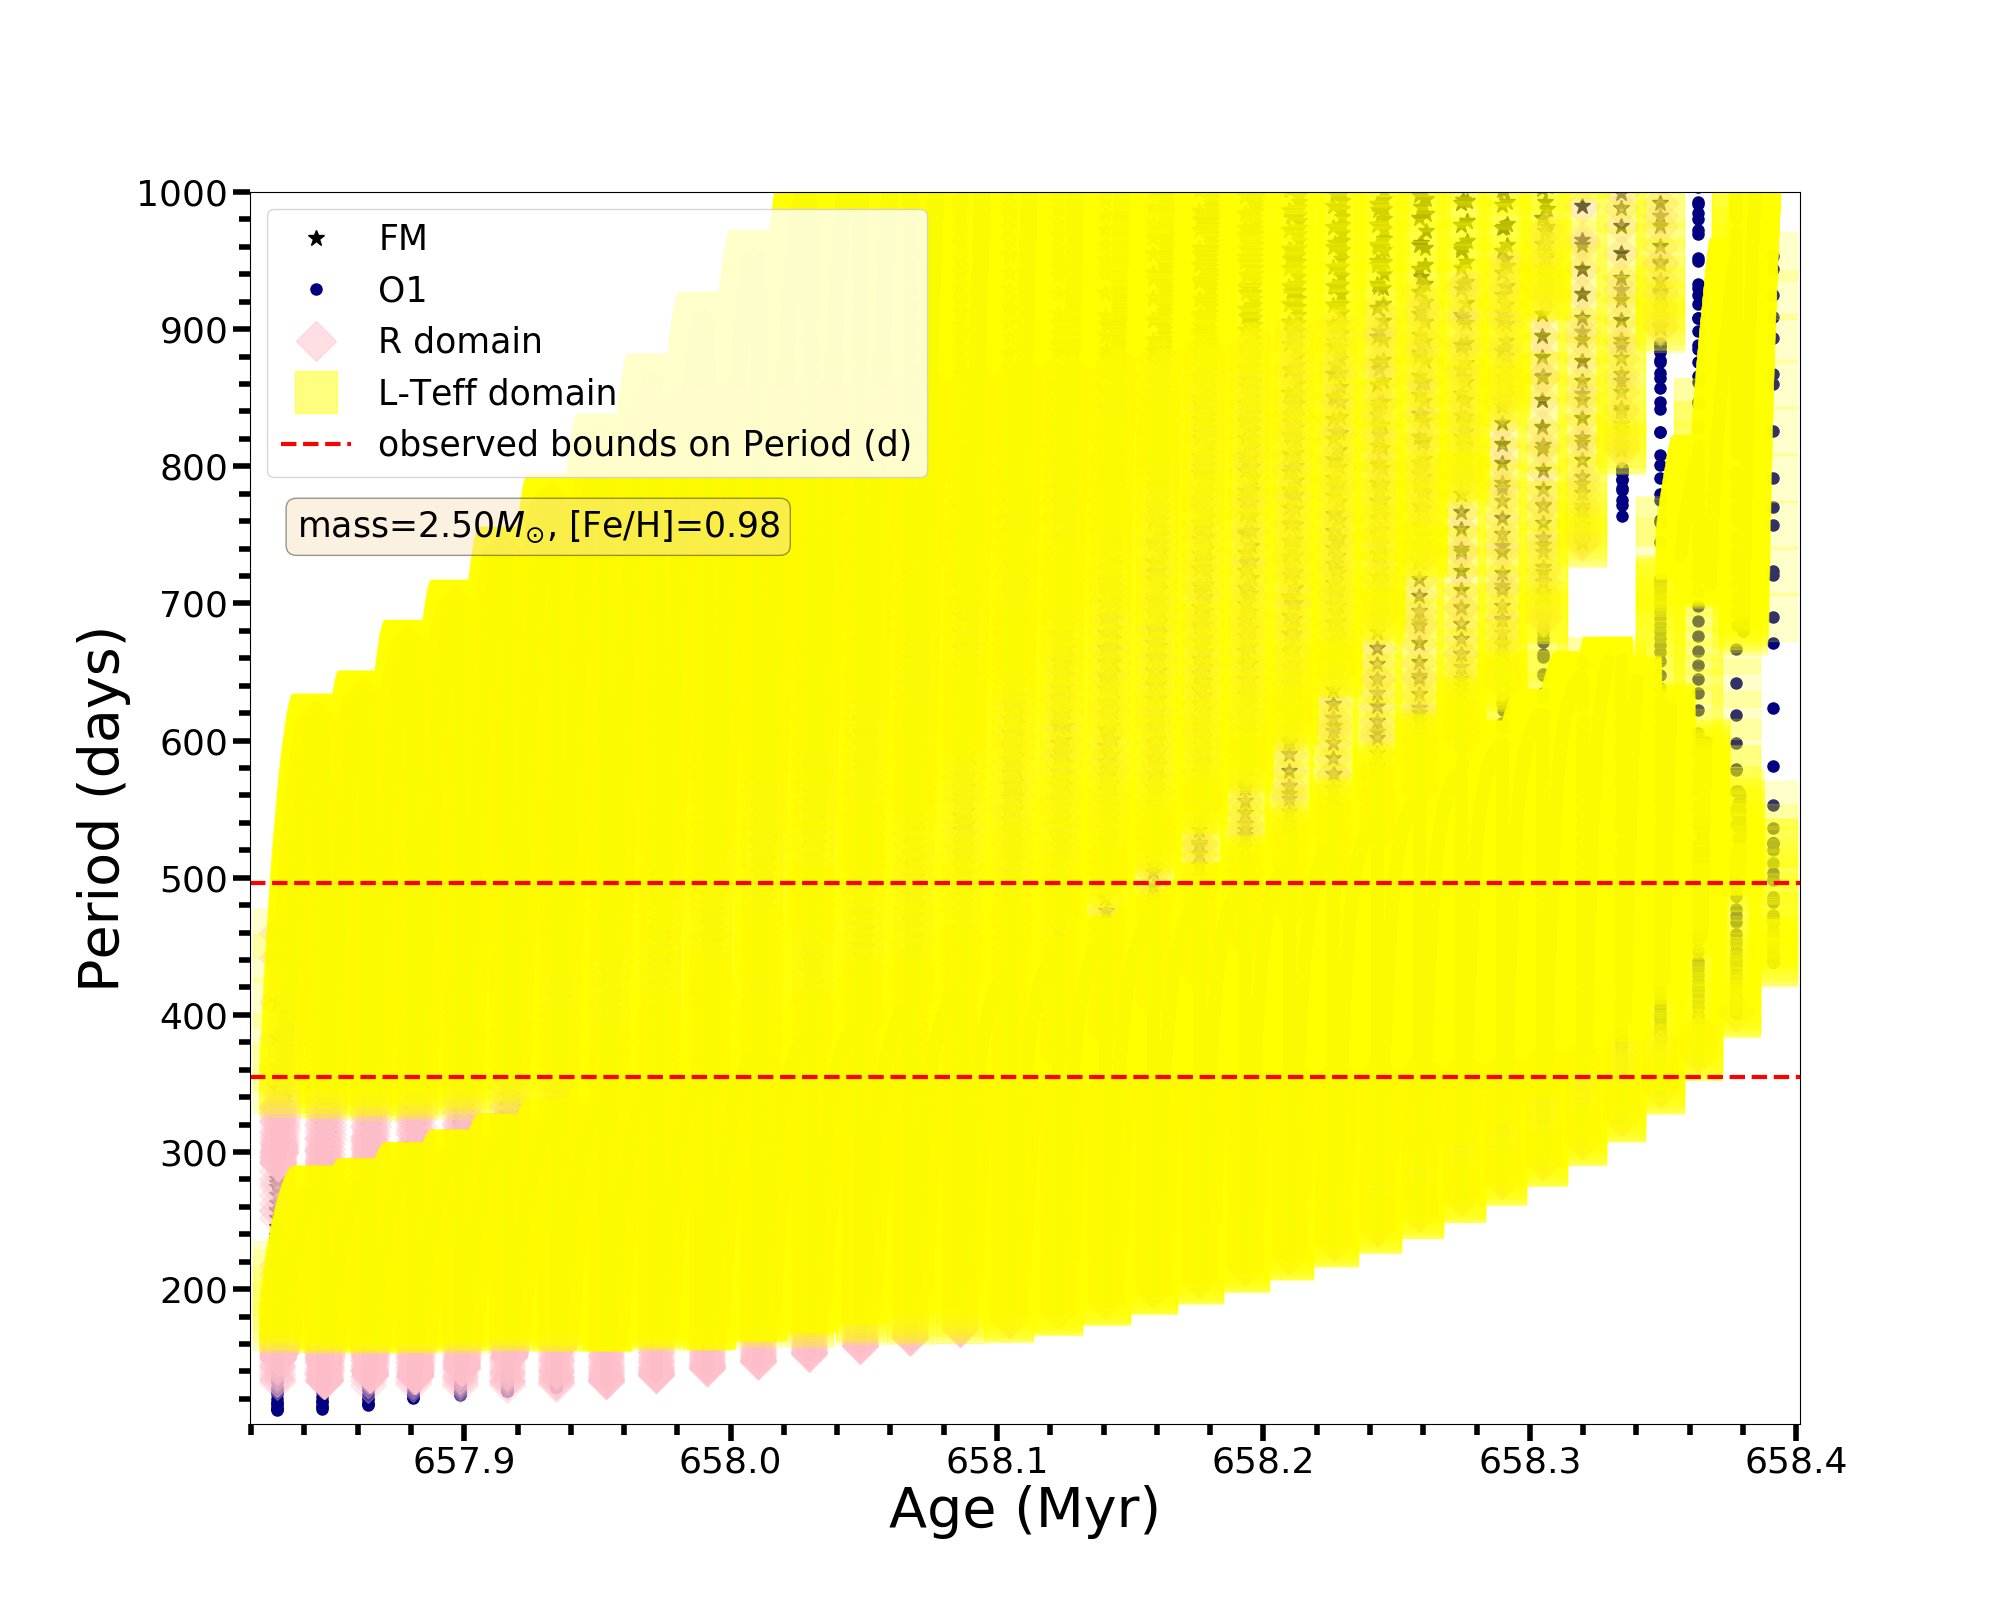 1000
900
800
700
600
500
400
300
200
Period (days)
FM
O1
R domain
L-Teff domain
observed bounds on Period (d)
mass=2.50M⊙, [Fe/H]=0.98
657.9 658.0 658.1 658.2 658.3 658.4
Age (Myr)